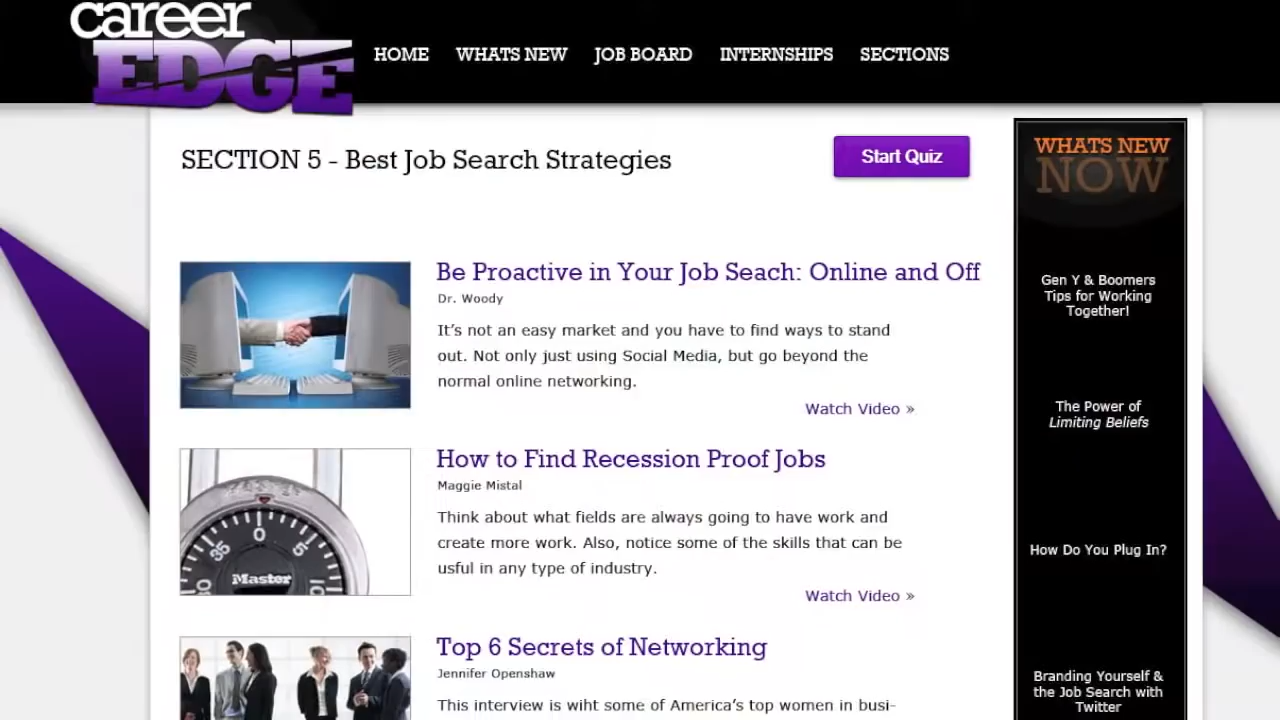 career
EDGE
HOME WHATS NEW JOB BOARD INTERNSHIPS SECTIONS
SECTION 5 - Best Job Search Strategies
Start Quiz
Be Proactive in Your Job Seach: Online and Off
Dr. Woody
It's not an easy market and you have to find ways to stand
out. Not only just using Social Media, but go beyond the
normal online networking.
Watch Video »
35 0 5
30 Master 10
How to Find Recession Proof Jobs
Maggie Mistal
Think about what fields are always going to have work and
create more work. Also, notice some of the skills that can be
usful in any type of industry.
Watch Video »
Top 6 Secrets of Networking
Jennifer Openshaw
This interview is wiht some of America's top women in busi-
WHATS NEW
NOW
Gen Y & Boomers
Tips for Working
Together!
The Power of
Limiting Beliefs
How Do You Plug In?
Branding Yourself &
the Job Search with
Twitter